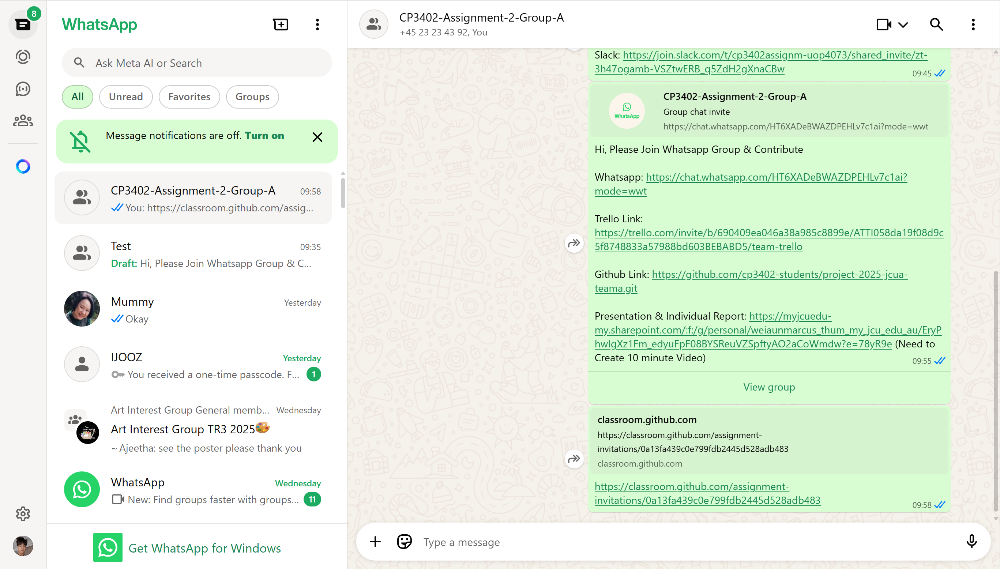 8
WhatsApp
Ask Meta AI or Search
All
Unread
Favorites
Groups
Message notifications are off. Turn on
CP3402-Assignment-2-Group-A
09:58
You: https://classroom.github.com/assig...
Test
09:35
Draft: Hi, Please Join Whatsapp Group & C...
Mummy
Yesterday
Okay
IJOOZ
Yesterday
You received a one-time passcode. F...
1
Art Interest Group General memb...
Wednesday
Art Interest Group TR3 2025🎨
~ Ajeetha: see the poster please thank you
WhatsApp
Wednesday
New: Find groups faster with groups...
11
Get WhatsApp for Windows
CP3402-Assignment-2-Group-A
+45 23 23 43 92, You
Slack: https://join.slack.com/t/cp3402assignm-uop4073/shared_invite/zt-
3h47ogamb-VSZtwERB_q5ZdH2gXnaCBw
09:45
WhatsApp
CP3402-Assignment-2-Group-A
Group chat invite
https://chat.whatsapp.com/HT6XADeBWAZDPEHLv7c1ai?mode=wwt
Hi, Please Join Whatsapp Group & Contribute
Whatsapp: https://chat.whatsapp.com/HT6XADeBWAZDPEHLv7c1ai?
mode=wwt
Trello Link:
https://trello.com/invite/b/690409ea046a38a985c8899e/ATTI058da19f08d9c
5f8748833a57988bd603BEBABD5/team-trello
Github Link: https://github.com/cp3402-students/project-2025-jcua-
teama.git
Presentation & Individual Report: https://myjcuedu-
my.sharepoint.com/:f:/g/personal/weiaunmarcus_thum_my_jcu_edu_au/EryP
hwIgXz1Fm_edyuFpF08BYSReuVZSpftyAO2aCoWmdw?e=78yR9e (Need to
Create 10 minute Video)
09:55
View group
classroom.github.com
https://classroom.github.com/assignment-
invitations/0a13fa439c0e799fdb2445d528adb483
classroom.github.com
https://classroom.github.com/assignment-
invitations/0a13fa439c0e799fdb2445d528adb483
09:58
Type a message